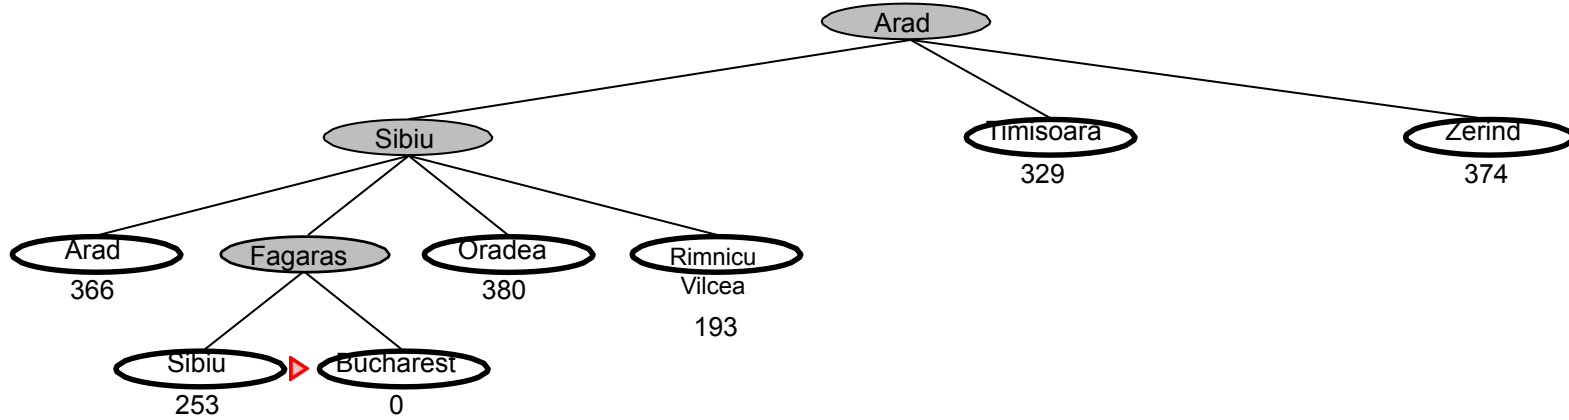 Arad
Sibiu
Timisoara
Zerind
329
374
Arad
Fagaras
Oradea
Rimnicu
Vilcea
366
380
193
Sibiu
Bucharest
253
0